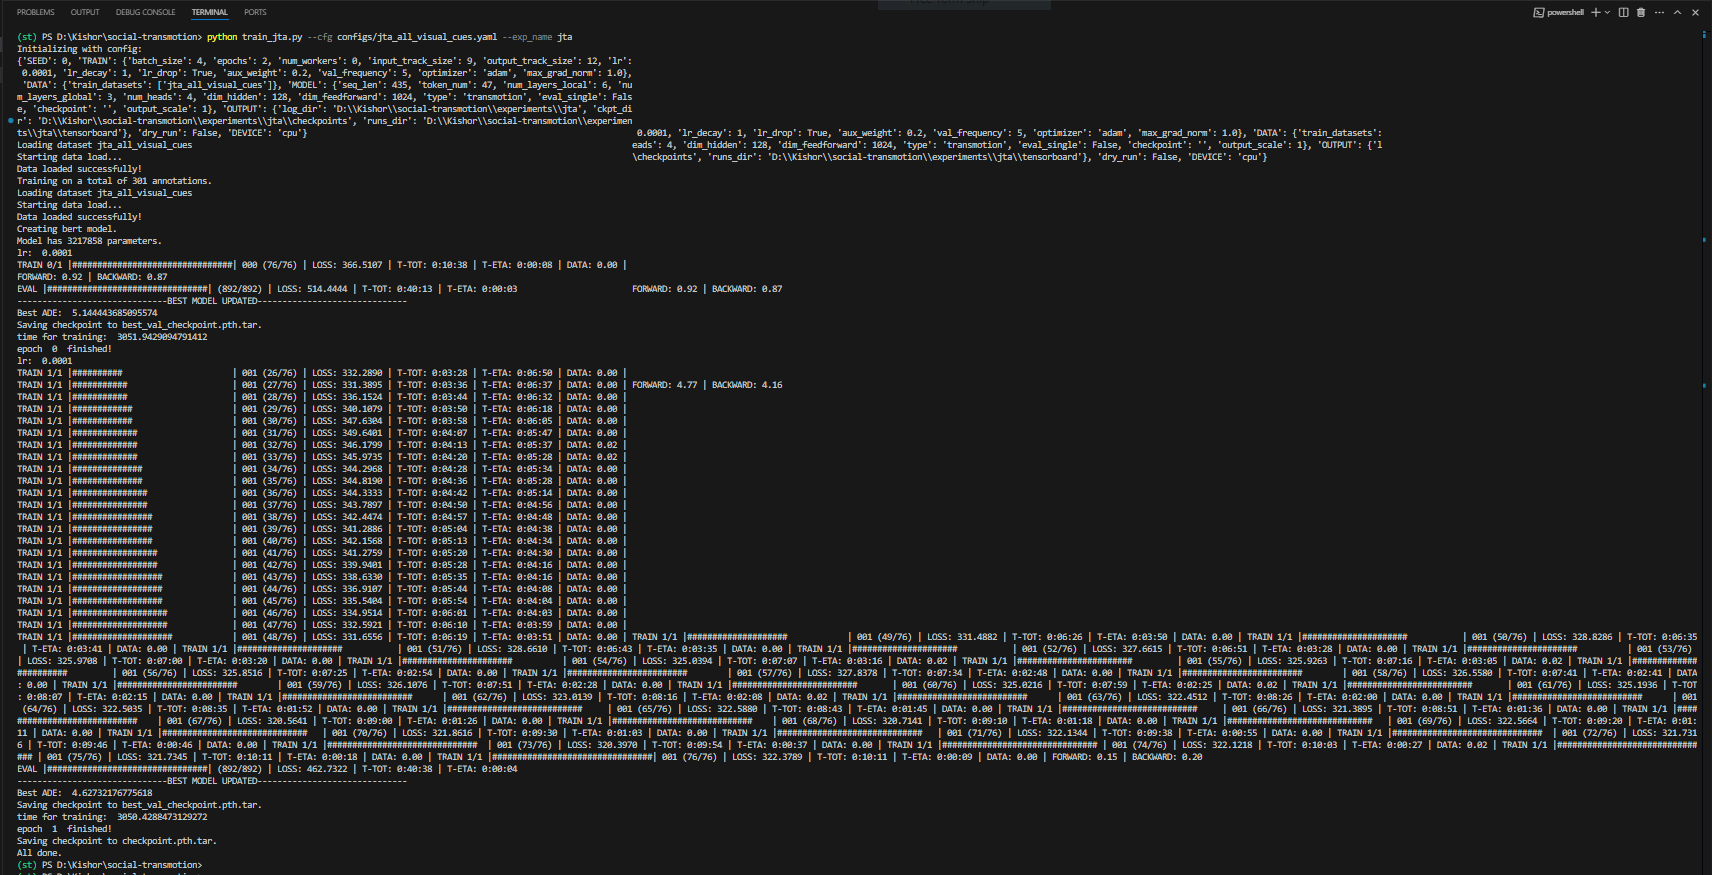 PROBLEMS OUTPUT DEBUG CONSOLE TERMINAL PORTS powershell
(st) PS D:\Kishor\social-transmotion> python train_jta.py --cfg configs/jta_all_visual_cues.yaml --exp_name jta
Initializing with config:
{'SEED': 0, 'TRAIN': {'batch_size': 4, 'epochs': 2, 'num_workers': 0, 'input_track_size': 9, 'output_track_size': 12, 'lr':
0.0001, 'lr_decay': 1, 'lr_drop': True, 'aux_weight': 0.2, 'val_frequency': 5, 'optimizer': 'adam', 'max_grad_norm': 1.0},
'DATA': {'train_datasets': ['jta_all_visual_cues']}, 'MODEL': {'seq_len': 435, 'token_num': 47, 'num_layers_local': 6, 'nu
m_layers_global': 3, 'num_heads': 4, 'dim_hidden': 128, 'dim_feedforward': 1024, 'type': 'transmotion', 'eval_single': Fals
e, 'checkpoint': '', 'output_scale': 1}, 'OUTPUT': {'log_dir': 'D:\\Kishor\\social-transmotion\\experiments\\jta', 'ckpt_di
r': 'D:\\Kishor\\social-transmotion\\experiments\\jta\\checkpoints', 'runs_dir': 'D:\\Kishor\\social-transmotion\\experimen
ts\\jta\\tensorboard'}, 'dry_run': False, 'DEVICE': 'cpu'} 0.0001, 'lr_decay': 1, 'lr_drop': True, 'aux_weight': 0.2, 'val_frequency': 5, 'optimizer': 'adam', 'max_grad_norm': 1.0}, 'DATA': {'train_datasets':
Loading dataset jta_all_visual_cues eads': 4, 'dim_hidden': 128, 'dim_feedforward': 1024, 'type': 'transmotion', 'eval_single': False, 'checkpoint': '', 'output_scale': 1}, 'OUTPUT': {'l
Starting data load... \checkpoints', 'runs_dir': 'D:\\Kishor\\social-transmotion\\experiments\\jta\\tensorboard'}, 'dry_run': False, 'DEVICE': 'cpu'}
Data loaded successfully!
Training on a total of 301 annotations.
Loading dataset jta_all_visual_cues
Starting data load...
Data loaded successfully!
Creating bert model.
Model has 3217858 parameters.
lr: 0.0001
TRAIN 0/1 |################################| 000 (76/76) | LOSS: 366.5107 | T-TOT: 0:10:38 | T-ETA: 0:00:08 | DATA: 0.00 |
FORWARD: 0.92 | BACKWARD: 0.87
EVAL |################################| (892/892) | LOSS: 514.4444 | T-TOT: 0:40:13 | T-ETA: 0:00:03 FORWARD: 0.92 | BACKWARD: 0.87
------------------------------BEST MODEL UPDATED------------------------------
Best ADE: 5.144443685095574
Saving checkpoint to best_val_checkpoint.pth.tar.
time for training: 3051.9429094791412
epoch 0 finished!
lr: 0.0001
TRAIN 1/1 |########## | 001 (26/76) | LOSS: 332.2890 | T-TOT: 0:03:28 | T-ETA: 0:06:50 | DATA: 0.00 |
TRAIN 1/1 |########### | 001 (27/76) | LOSS: 331.3895 | T-TOT: 0:03:36 | T-ETA: 0:06:37 | DATA: 0.00 | FORWARD: 4.77 | BACKWARD: 4.16
TRAIN 1/1 |########### | 001 (28/76) | LOSS: 336.1524 | T-TOT: 0:03:44 | T-ETA: 0:06:32 | DATA: 0.00 |
TRAIN 1/1 |############ | 001 (29/76) | LOSS: 340.1079 | T-TOT: 0:03:50 | T-ETA: 0:06:18 | DATA: 0.00 |
TRAIN 1/1 |############ | 001 (30/76) | LOSS: 347.6304 | T-TOT: 0:03:58 | T-ETA: 0:06:05 | DATA: 0.00 |
TRAIN 1/1 |############# | 001 (31/76) | LOSS: 349.6401 | T-TOT: 0:04:07 | T-ETA: 0:05:47 | DATA: 0.00 |
TRAIN 1/1 |############# | 001 (32/76) | LOSS: 346.1799 | T-TOT: 0:04:13 | T-ETA: 0:05:37 | DATA: 0.02 |
TRAIN 1/1 |############# | 001 (33/76) | LOSS: 345.9735 | T-TOT: 0:04:20 | T-ETA: 0:05:28 | DATA: 0.02 |
TRAIN 1/1 |############## | 001 (34/76) | LOSS: 344.2968 | T-TOT: 0:04:28 | T-ETA: 0:05:34 | DATA: 0.00 |
TRAIN 1/1 |############## | 001 (35/76) | LOSS: 344.8190 | T-TOT: 0:04:36 | T-ETA: 0:05:28 | DATA: 0.00 |
TRAIN 1/1 |############### | 001 (36/76) | LOSS: 344.3333 | T-TOT: 0:04:42 | T-ETA: 0:05:14 | DATA: 0.00 |
TRAIN 1/1 |############### | 001 (37/76) | LOSS: 343.7897 | T-TOT: 0:04:50 | T-ETA: 0:04:56 | DATA: 0.00 |
TRAIN 1/1 |################ | 001 (38/76) | LOSS: 342.4474 | T-TOT: 0:04:57 | T-ETA: 0:04:48 | DATA: 0.00 |
TRAIN 1/1 |################ | 001 (39/76) | LOSS: 341.2886 | T-TOT: 0:05:04 | T-ETA: 0:04:38 | DATA: 0.00 |
TRAIN 1/1 |################ | 001 (40/76) | LOSS: 342.1568 | T-TOT: 0:05:13 | T-ETA: 0:04:34 | DATA: 0.00 |
TRAIN 1/1 |################# | 001 (41/76) | LOSS: 341.2759 | T-TOT: 0:05:20 | T-ETA: 0:04:30 | DATA: 0.00 |
TRAIN 1/1 |################# | 001 (42/76) | LOSS: 339.9401 | T-TOT: 0:05:28 | T-ETA: 0:04:16 | DATA: 0.00 |
TRAIN 1/1 |################## | 001 (43/76) | LOSS: 338.6330 | T-TOT: 0:05:35 | T-ETA: 0:04:16 | DATA: 0.00 |
TRAIN 1/1 |################## | 001 (44/76) | LOSS: 336.9107 | T-TOT: 0:05:44 | T-ETA: 0:04:08 | DATA: 0.00 |
TRAIN 1/1 |################## | 001 (45/76) | LOSS: 335.5404 | T-TOT: 0:05:54 | T-ETA: 0:04:04 | DATA: 0.00 |
TRAIN 1/1 |################### | 001 (46/76) | LOSS: 334.9514 | T-TOT: 0:06:01 | T-ETA: 0:04:03 | DATA: 0.00 |
TRAIN 1/1 |################### | 001 (47/76) | LOSS: 332.5921 | T-TOT: 0:06:10 | T-ETA: 0:03:59 | DATA: 0.00 |
TRAIN 1/1 |#################### | 001 (48/76) | LOSS: 331.6556 | T-TOT: 0:06:19 | T-ETA: 0:03:51 | DATA: 0.00 | TRAIN 1/1 |#################### | 001 (49/76) | LOSS: 331.4882 | T-TOT: 0:06:26 | T-ETA: 0:03:50 | DATA: 0.00 | TRAIN 1/1 |##################### | 001 (50/76) | LOSS: 328.8286 | T-TOT: 0:06:35
| T-ETA: 0:03:41 | DATA: 0.00 | TRAIN 1/1 |##################### | 001 (51/76) | LOSS: 328.6610 | T-TOT: 0:06:43 | T-ETA: 0:03:35 | DATA: 0.00 | TRAIN 1/1 |##################### | 001 (52/76) | LOSS: 327.6615 | T-TOT: 0:06:51 | T-ETA: 0:03:28 | DATA: 0.00 | TRAIN 1/1 |###################### | 001 (53/76)
| LOSS: 325.9708 | T-TOT: 0:07:00 | T-ETA: 0:03:20 | DATA: 0.00 | TRAIN 1/1 |###################### | 001 (54/76) | LOSS: 325.0394 | T-TOT: 0:07:07 | T-ETA: 0:03:16 | DATA: 0.02 | TRAIN 1/1 |####################### | 001 (55/76) | LOSS: 325.9263 | T-TOT: 0:07:16 | T-ETA: 0:03:05 | DATA: 0.02 | TRAIN 1/1 |#############
########## | 001 (56/76) | LOSS: 325.8516 | T-TOT: 0:07:25 | T-ETA: 0:02:54 | DATA: 0.00 | TRAIN 1/1 |######################## | 001 (57/76) | LOSS: 327.8378 | T-TOT: 0:07:34 | T-ETA: 0:02:48 | DATA: 0.00 | TRAIN 1/1 |######################## | 001 (58/76) | LOSS: 326.5580 | T-TOT: 0:07:41 | T-ETA: 0:02:41 | DATA
: 0.00 | TRAIN 1/1 |######################## | 001 (59/76) | LOSS: 326.1076 | T-TOT: 0:07:51 | T-ETA: 0:02:28 | DATA: 0.00 | TRAIN 1/1 |######################### | 001 (60/76) | LOSS: 325.0216 | T-TOT: 0:07:59 | T-ETA: 0:02:25 | DATA: 0.02 | TRAIN 1/1 |######################### | 001 (61/76) | LOSS: 325.1936 | T-TOT
: 0:08:07 | T-ETA: 0:02:15 | DATA: 0.00 | TRAIN 1/1 |########################## | 001 (62/76) | LOSS: 323.0139 | T-TOT: 0:08:16 | T-ETA: 0:02:08 | DATA: 0.02 | TRAIN 1/1 |########################## | 001 (63/76) | LOSS: 322.4512 | T-TOT: 0:08:26 | T-ETA: 0:02:00 | DATA: 0.00 | TRAIN 1/1 |########################## | 001
(64/76) | LOSS: 322.5035 | T-TOT: 0:08:35 | T-ETA: 0:01:52 | DATA: 0.00 | TRAIN 1/1 |########################### | 001 (65/76) | LOSS: 322.5880 | T-TOT: 0:08:43 | T-ETA: 0:01:45 | DATA: 0.00 | TRAIN 1/1 |########################### | 001 (66/76) | LOSS: 321.3895 | T-TOT: 0:08:51 | T-ETA: 0:01:36 | DATA: 0.00 | TRAIN 1/1 |####
######################## | 001 (67/76) | LOSS: 320.5641 | T-TOT: 0:09:00 | T-ETA: 0:01:26 | DATA: 0.00 | TRAIN 1/1 |############################ | 001 (68/76) | LOSS: 320.7141 | T-TOT: 0:09:10 | T-ETA: 0:01:18 | DATA: 0.00 | TRAIN 1/1 |############################# | 001 (69/76) | LOSS: 322.5664 | T-TOT: 0:09:20 | T-ETA: 0:01:
11 | DATA: 0.00 | TRAIN 1/1 |############################# | 001 (70/76) | LOSS: 321.8616 | T-TOT: 0:09:30 | T-ETA: 0:01:03 | DATA: 0.00 | TRAIN 1/1 |############################# | 001 (71/76) | LOSS: 322.1344 | T-TOT: 0:09:38 | T-ETA: 0:00:55 | DATA: 0.00 | TRAIN 1/1 |############################## | 001 (72/76) | LOSS: 321.731
6 | T-TOT: 0:09:46 | T-ETA: 0:00:46 | DATA: 0.00 | TRAIN 1/1 |############################## | 001 (73/76) | LOSS: 320.3970 | T-TOT: 0:09:54 | T-ETA: 0:00:37 | DATA: 0.00 | TRAIN 1/1 |############################### | 001 (74/76) | LOSS: 322.1218 | T-TOT: 0:10:03 | T-ETA: 0:00:27 | DATA: 0.02 | TRAIN 1/1 |############################
### | 001 (75/76) | LOSS: 321.7345 | T-TOT: 0:10:11 | T-ETA: 0:00:18 | DATA: 0.00 | TRAIN 1/1 |################################| 001 (76/76) | LOSS: 322.3789 | T-TOT: 0:10:11 | T-ETA: 0:00:09 | DATA: 0.00 | FORWARD: 0.15 | BACKWARD: 0.20
EVAL |################################| (892/892) | LOSS: 462.7322 | T-TOT: 0:40:38 | T-ETA: 0:00:04
------------------------------BEST MODEL UPDATED------------------------------
Best ADE: 4.62732176775618
Saving checkpoint to best_val_checkpoint.pth.tar.
time for training: 3050.4288473129272
epoch 1 finished!
Saving checkpoint to checkpoint.pth.tar.
All done.
(st) PS D:\Kishor\social-transmotion>